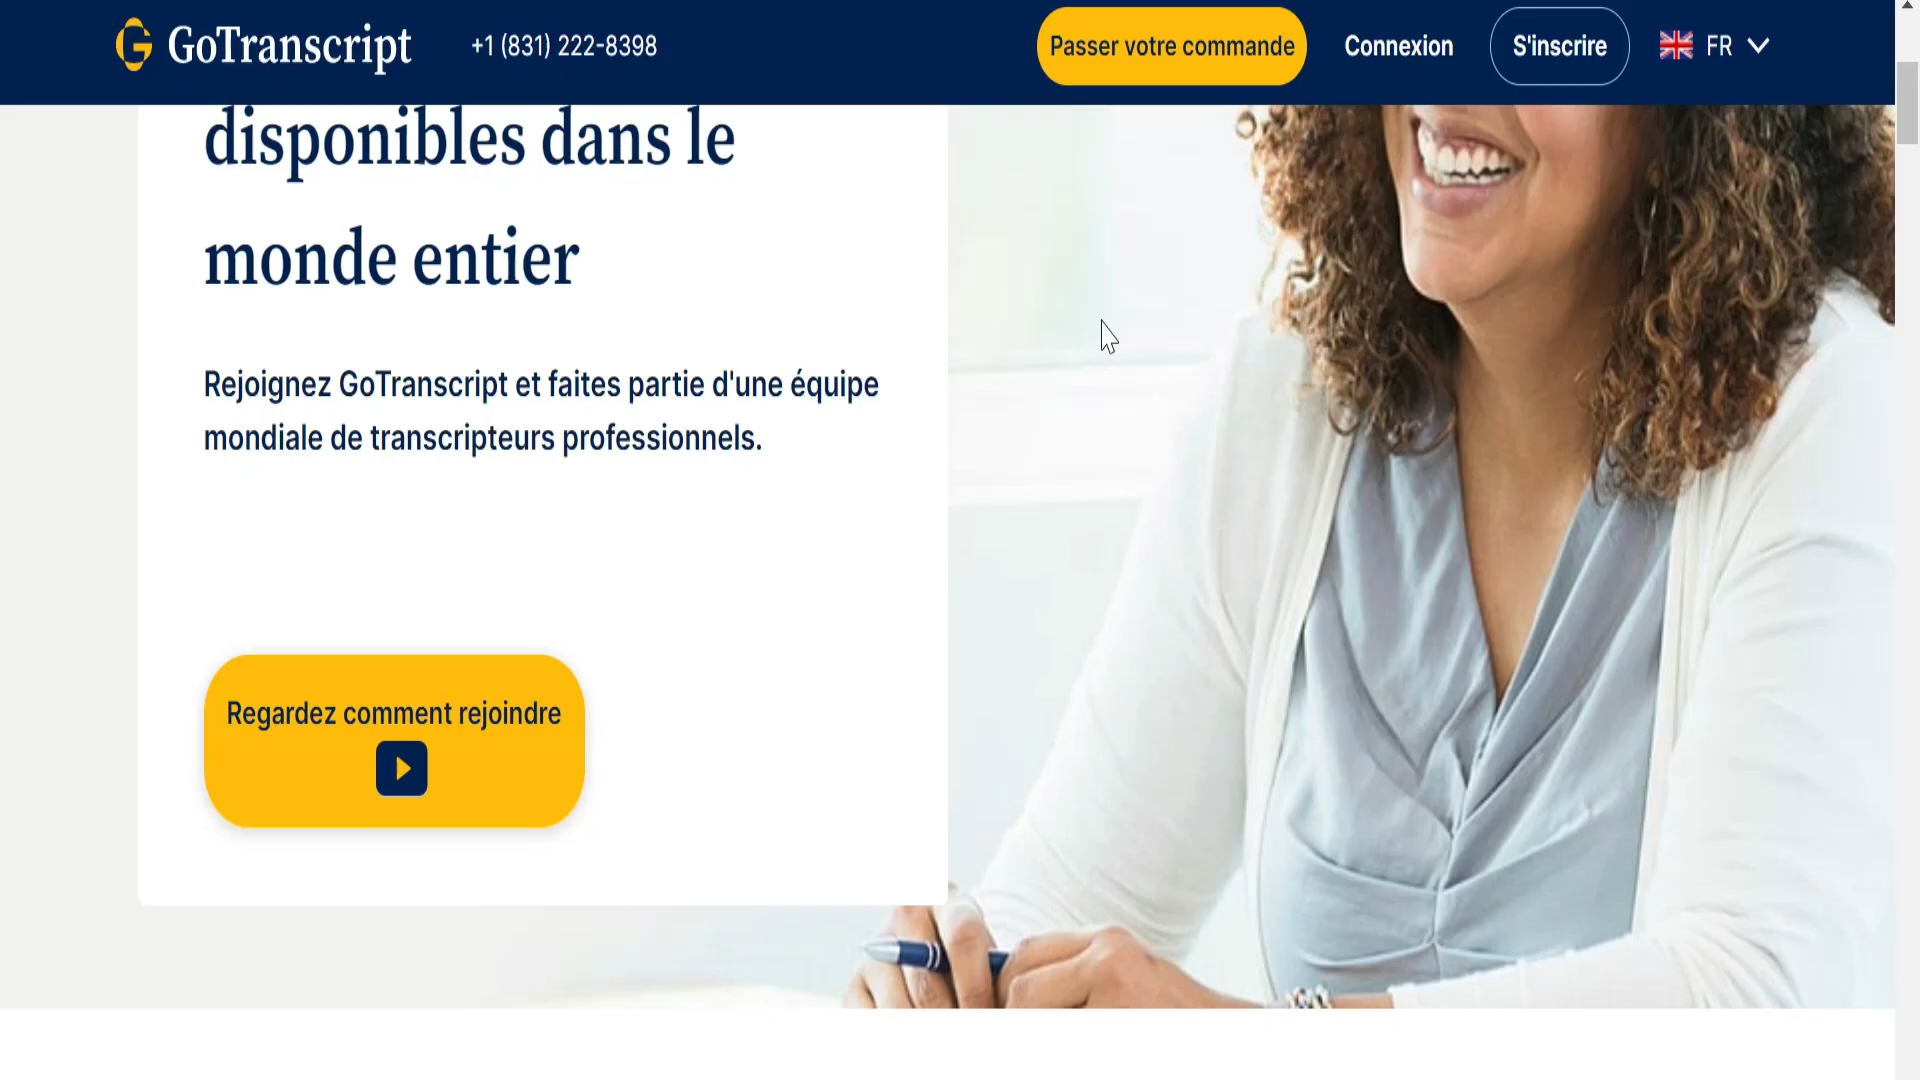 GoTranscript
+1 (831) 222-8398
Passer votre commande
Connexion
S'inscrire
FR
disponibles dans le
monde entier
Rejoignez GoTranscript et faites partie d'une équipe
mondiale de transcripteurs professionnels.
Regardez comment rejoindre